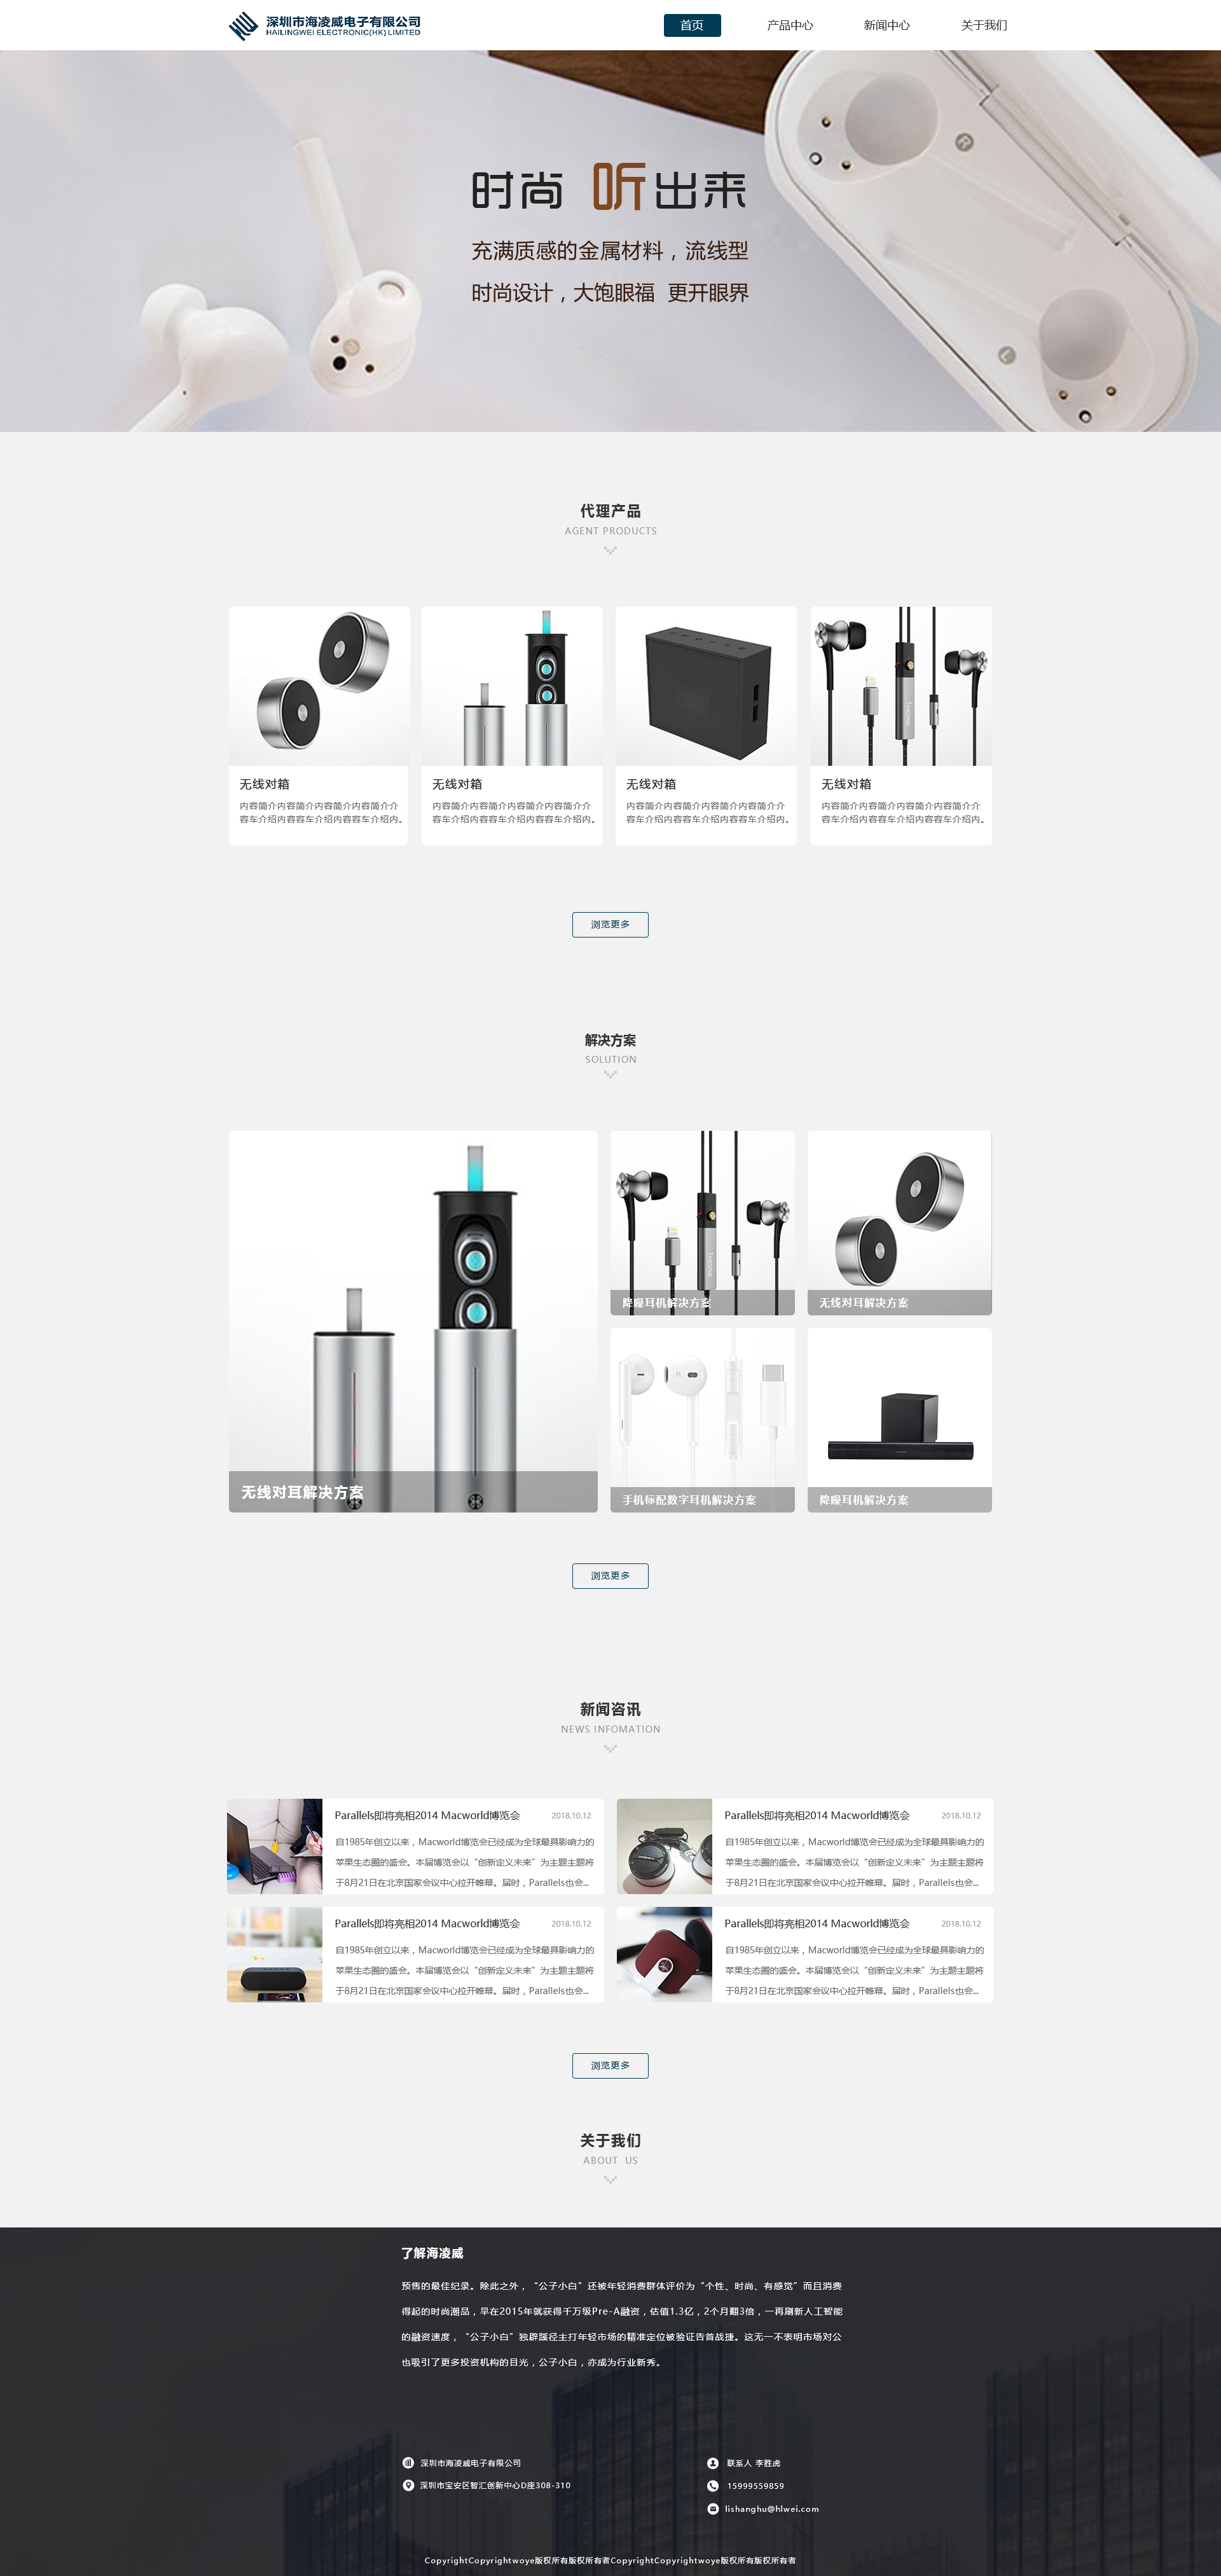 深圳市海凌威电子有限公司
HAILINGWEI ELECTRONIC(HK) LIMITED
首页 产品中心 新闻中心 关于我们
时尚 听出来
充满质感的金属材料，流线型
时尚设计，大饱眼福 更开眼界
代理产品
AGENT PRODUCTS
无线对箱
内容简介内容简介内容简介内容简介介
容车介绍内容容车介绍内容容车介绍内。
无线对箱
内容简介内容简介内容简介内容简介介
容车介绍内容容车介绍内容容车介绍内。
无线对箱
内容简介内容简介内容简介内容简介介
容车介绍内容容车介绍内容容车介绍内。
无线对箱
内容简介内容简介内容简介内容简介介
容车介绍内容容车介绍内容容车介绍内。
浏览更多
解决方案
SOLUTION
无线对耳解决方案
降噪耳机解决方案
无线对耳解决方案
手机标配数字耳机解决方案
降噪耳机解决方案
浏览更多
新闻咨讯
NEWS INFOMATION
Parallels即将亮相2014 Macworld博览会 2018.10.12
自1985年创立以来，Macworld博览会已经成为全球最具影响力的
苹果生态圈的盛会。本届博览会以“创新定义未来”为主题主题将
于8月21日在北京国家会议中心拉开帷幕。届时，Parallels也会...
Parallels即将亮相2014 Macworld博览会 2018.10.12
自1985年创立以来，Macworld博览会已经成为全球最具影响力的
苹果生态圈的盛会。本届博览会以“创新定义未来”为主题主题将
于8月21日在北京国家会议中心拉开帷幕。届时，Parallels也会...
Parallels即将亮相2014 Macworld博览会 2018.10.12
自1985年创立以来，Macworld博览会已经成为全球最具影响力的
苹果生态圈的盛会。本届博览会以“创新定义未来”为主题主题将
于8月21日在北京国家会议中心拉开帷幕。届时，Parallels也会...
Parallels即将亮相2014 Macworld博览会 2018.10.12
自1985年创立以来，Macworld博览会已经成为全球最具影响力的
苹果生态圈的盛会。本届博览会以“创新定义未来”为主题主题将
于8月21日在北京国家会议中心拉开帷幕。届时，Parallels也会...
浏览更多
关于我们
ABOUT US
了解海凌威
预售的最佳纪录。除此之外，“公子小白”还被年轻消费群体评价为“个性、时尚、有感觉”而且消费
得起的时尚潮品，早在2015年就获得千万级Pre-A融资，估值1.3亿，2个月翻3倍，一再刷新人工智能
的融资速度，“公子小白”独辟蹊径主打年轻市场的精准定位被验证告首战捷。这无一不表明市场对公
也吸引了更多投资机构的目光，公子小白，亦成为行业新秀。
深圳市海凌威电子有限公司
深圳市宝安区智汇创新中心D座308-310
联系人 李胜虎
15999559859
lishanghu@hlwei.com
CopyrightCopyrightwoye版权所有版权所有者CopyrightCopyrightwoye版权所有版权所有者